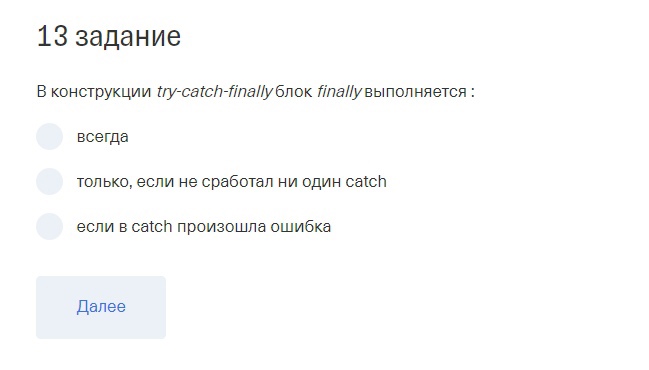 13 задание
В конструкции try-catch-finally блок finally выполняется :
всегда
только, если не сработал ни один catch
если в catch произошла ошибка
Далее